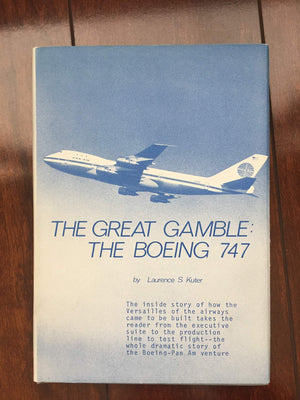 THE GREAT GAMBLE:
THE BOEING 747
by Laurence S Kuter
The inside story of how the
Versailles of the airways
came to be built takes the
reader from the executive
suite to the production
line to test flight--the
whole dramatic story of
the Boeing-Pan Am venture